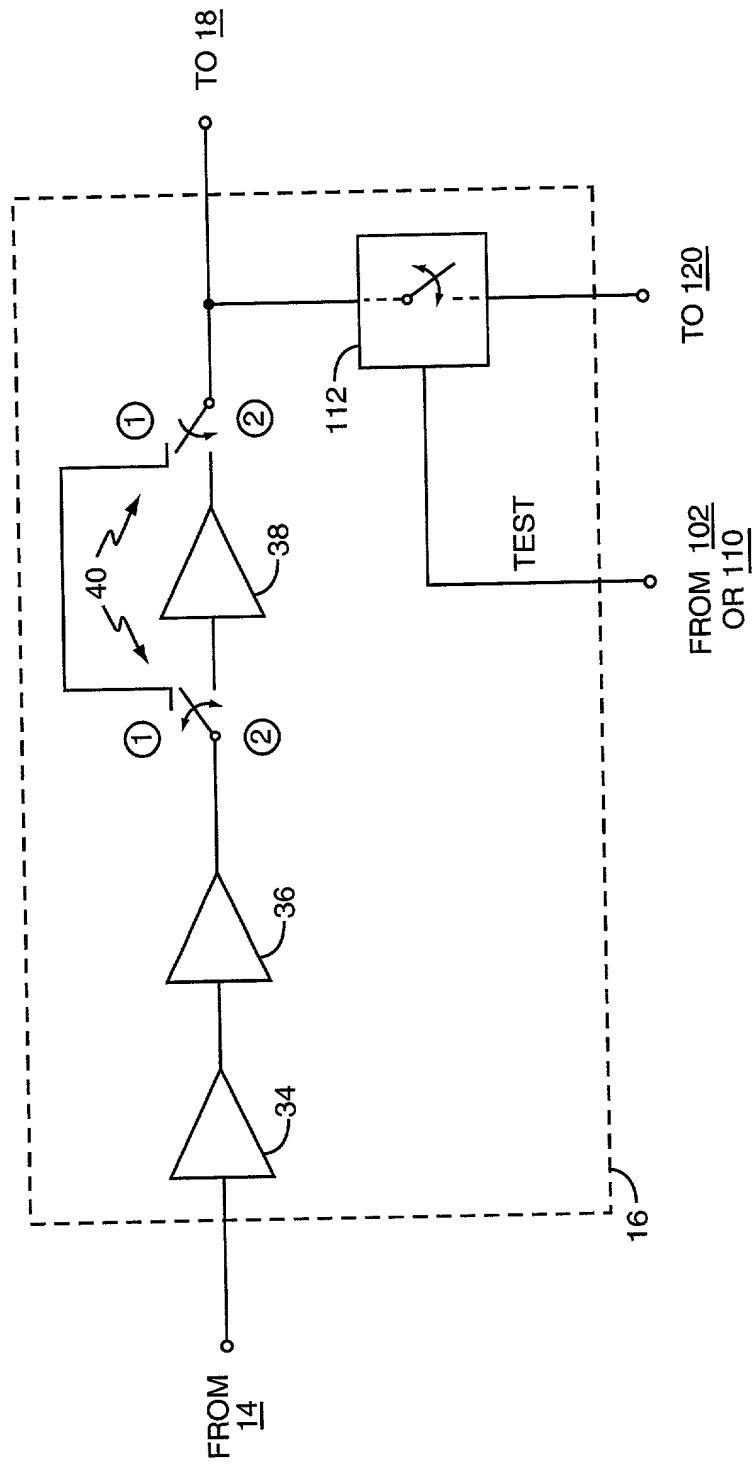 FROM
14
34
36
40
①
②
38
①
②
TO 18
112
TEST
FROM 102
OR 110
TO 120
16